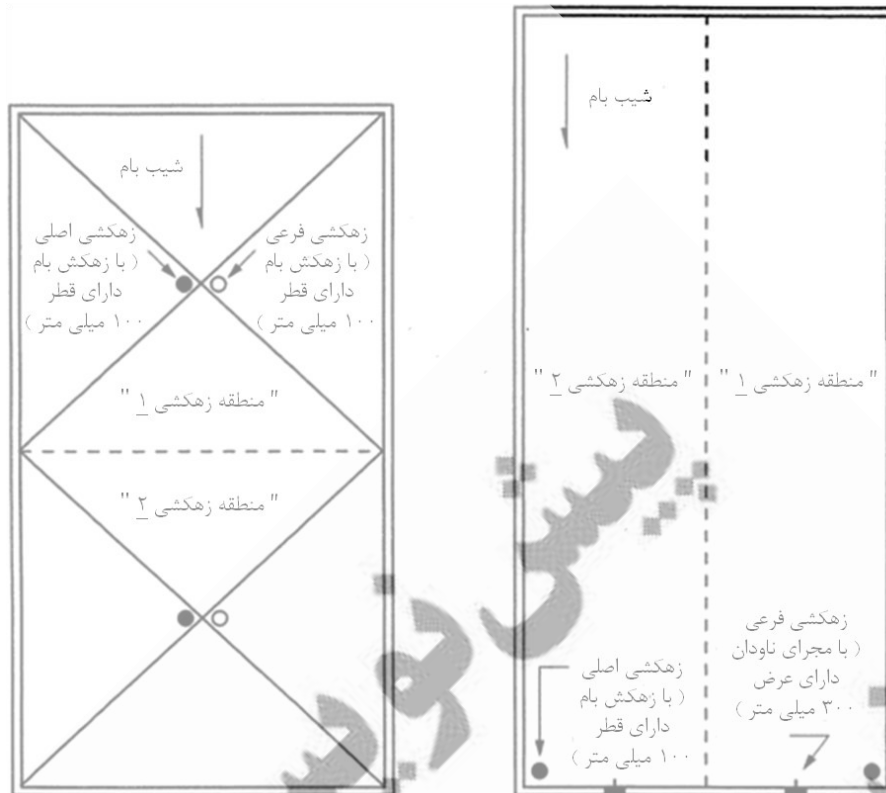 شیب بام
زهکشی اصلی
( با زهکش بام
دارای قطر
۱۰۰ میلی متر )
زهکشی فرعی
( با زهکش بام
دارای قطر
۱۰۰ میلی متر )
" منطقه زهکشی ۱ "
" منطقه زهکشی ۲ "
شیب بام
" منطقه زهکشی ۲ "
" منطقه زهکشی ۱ "
زهکشی اصلی
( با زهکش بام
دارای قطر
۱۰۰ میلی متر )
زهکشی فرعی
( با مجرای ناودان
دارای عرض
۳۰۰ میلی متر )